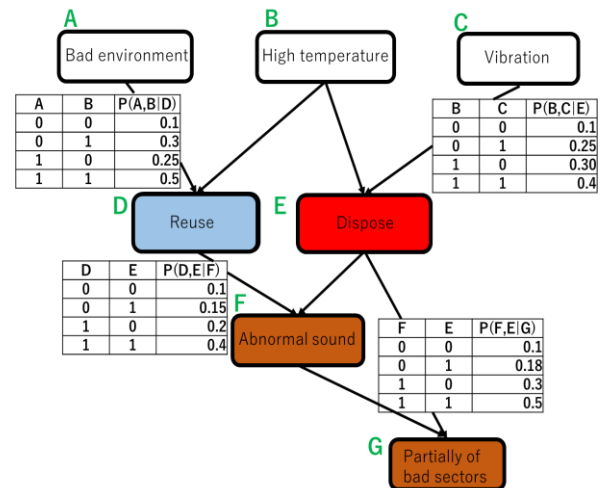 A
B
C
Bad environment
High temperature
Vibration
A B P(A,B|D)
0 0 0.1
0 1 0.3
1 0 0.25
1 1 0.5
B C P(B,C|E)
0 0 0.1
0 1 0.25
1 0 0.30
1 1 0.4
D
Reuse
E
Dispose
D E P(D,E|F)
0 0 0.1
0 1 0.15
1 0 0.2
1 1 0.4
F
Abnormal sound
F E P(F,E|G)
0 0 0.1
0 1 0.18
1 0 0.3
1 1 0.5
G
Partially of
bad sectors